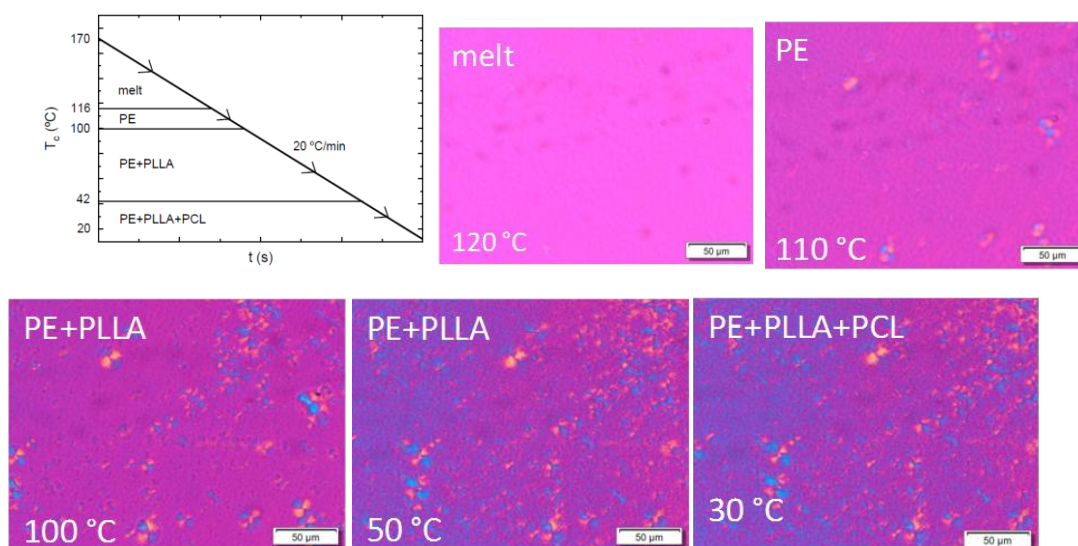 170
116
100
42
20
T_c (ºC)
melt
PE
PE+PLLA
PE+PLLA+PCL
20 ºC/min
t (s)
melt
120 °C
50 µm
PE
110 °C
50 µm
PE+PLLA
100 °C
50 µm
PE+PLLA
50 °C
50 µm
PE+PLLA+PCL
30 °C
50 µm